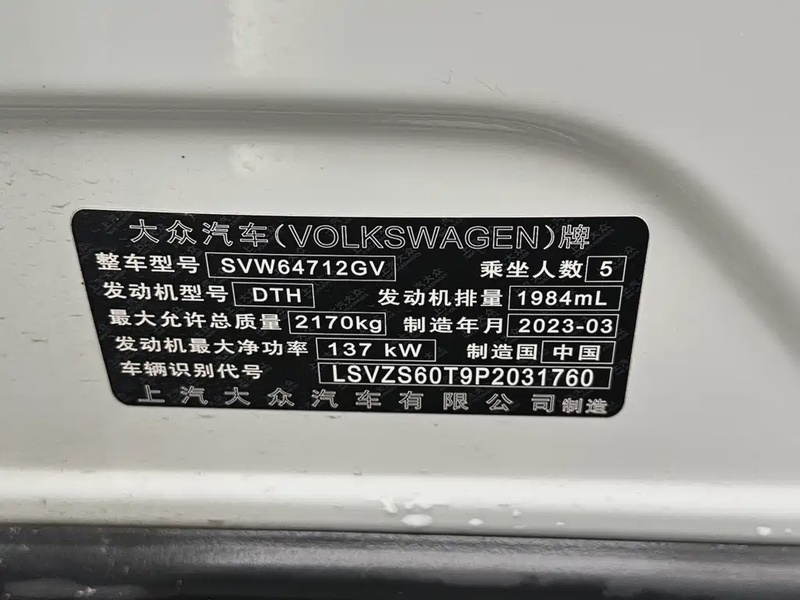 大众汽车(VOLKSWAGEN)牌
整车型号 SVW64712GV 乘坐人数 5
发动机型号 DTH 发动机排量 1984mL
最大允许总质量 2170kg 制造年月 2023-03
发动机最大净功率 137 kW 制造国 中国
车辆识别代号 LSVZS60T9P2031760
上汽大众汽车有限公司 制造